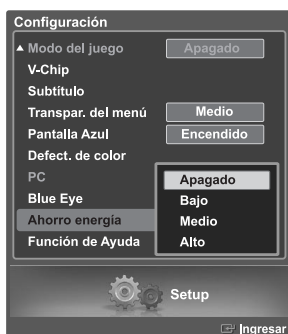 Configuración
Modo del juego Apagado
V-Chip
Subtítulo
Transpar. del menú Medio
Pantalla Azul Encendido
Defect. de color
PC
Apagado
Blue Eye
Bajo
Ahorro energía
Medio
Función de Ayuda
Alto
Setup
Ingresar